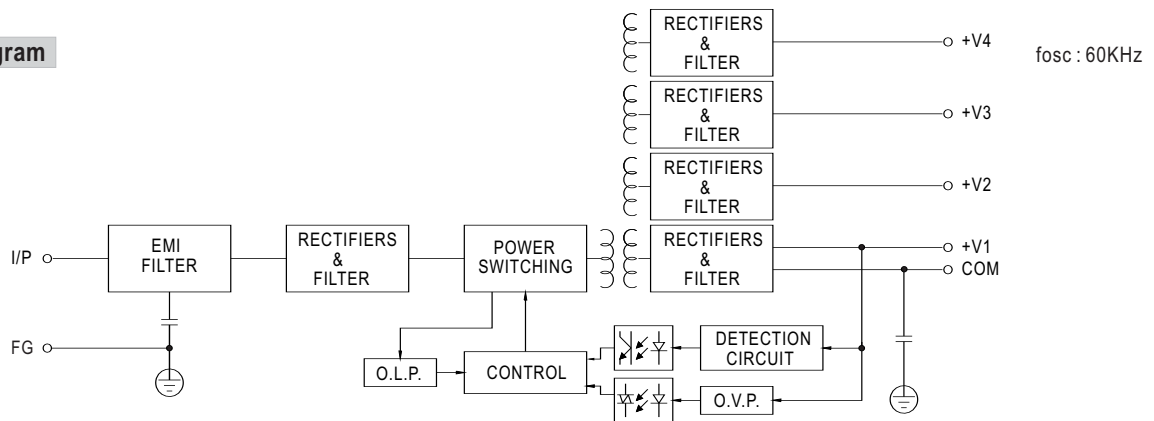 gram
RECTIFIERS
&
FILTER
+V4
fosc : 60KHz
RECTIFIERS
&
FILTER
+V3
RECTIFIERS
&
FILTER
+V2
I/P
EMI
FILTER
RECTIFIERS
&
FILTER
POWER
SWITCHING
RECTIFIERS
&
FILTER
+V1
COM
FG
O.L.P.
CONTROL
DETECTION
CIRCUIT
O.V.P.